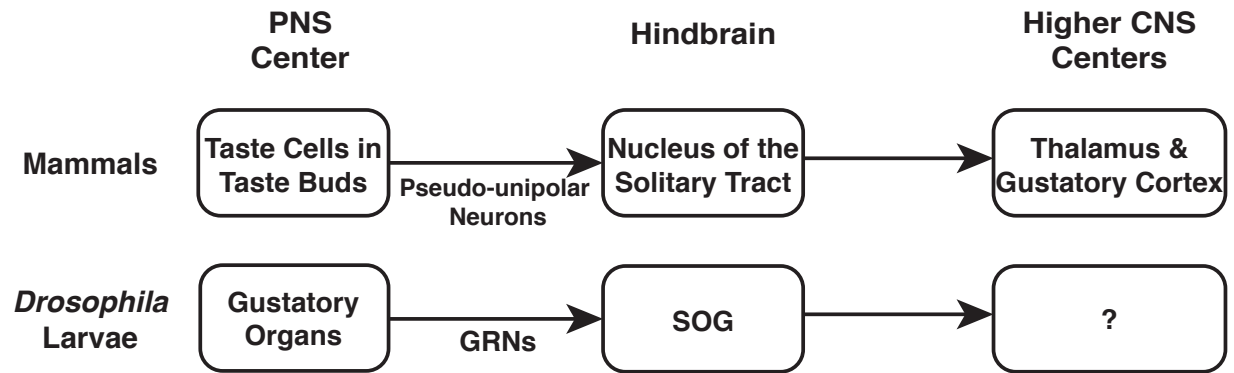 PNS
Center
Hindbrain
Higher CNS
Centers
Mammals
Taste Cells in
Taste Buds
Pseudo-unipolar
Neurons
Nucleus of the
Solitary Tract
Thalamus &
Gustatory Cortex
Drosophila
Larvae
Gustatory
Organs
GRNs
SOG
?